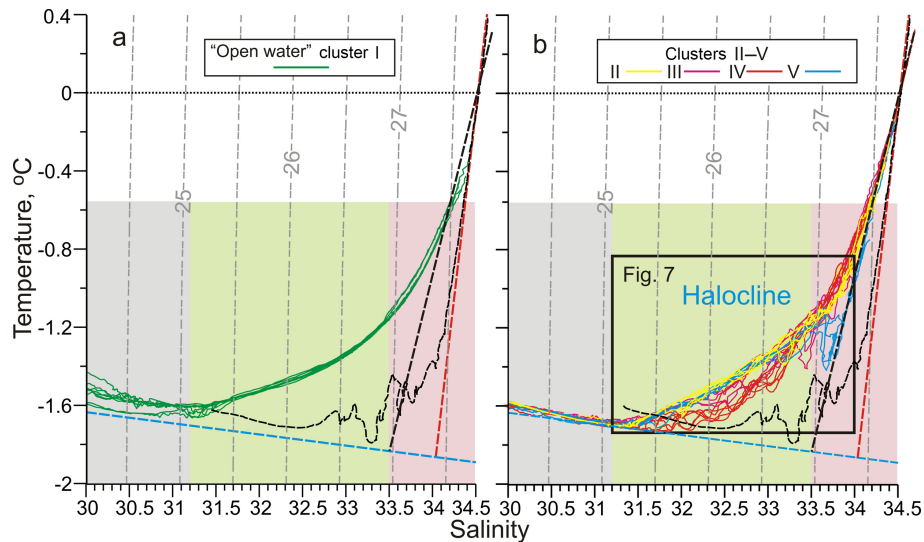 a
"Open water" cluster I
b
Clusters II–V
II III IV V
0.4
0
-0.4
-0.8
-1.2
-1.6
-2
Temperature, °C
25
26
27
25
26
27
Fig. 7
Halocline
30 30.5 31 31.5 32 32.5 33 33.5 34 34.5
30 30.5 31 31.5 32 32.5 33 33.5 34 34.5
Salinity